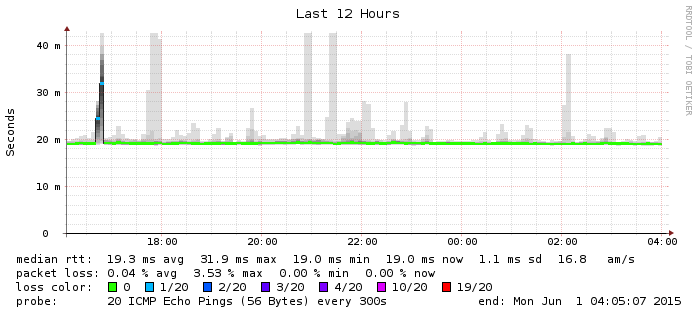 Last 12 Hours
RRDTOOL / TOBI OETIKER
Seconds
40 m
30 m
20 m
10 m
0
18:00 20:00 22:00 00:00 02:00 04:00
median rtt: 19.3 ms avg 31.9 ms max 19.0 ms min 19.0 ms now 1.1 ms sd 16.8 am/s
packet loss: 0.04 % avg 3.53 % max 0.00 % min 0.00 % now
loss color: 0 1/20 2/20 3/20 4/20 10/20 19/20
probe: 20 ICMP Echo Pings (56 Bytes) every 300s end: Mon Jun 1 04:05:07 2015